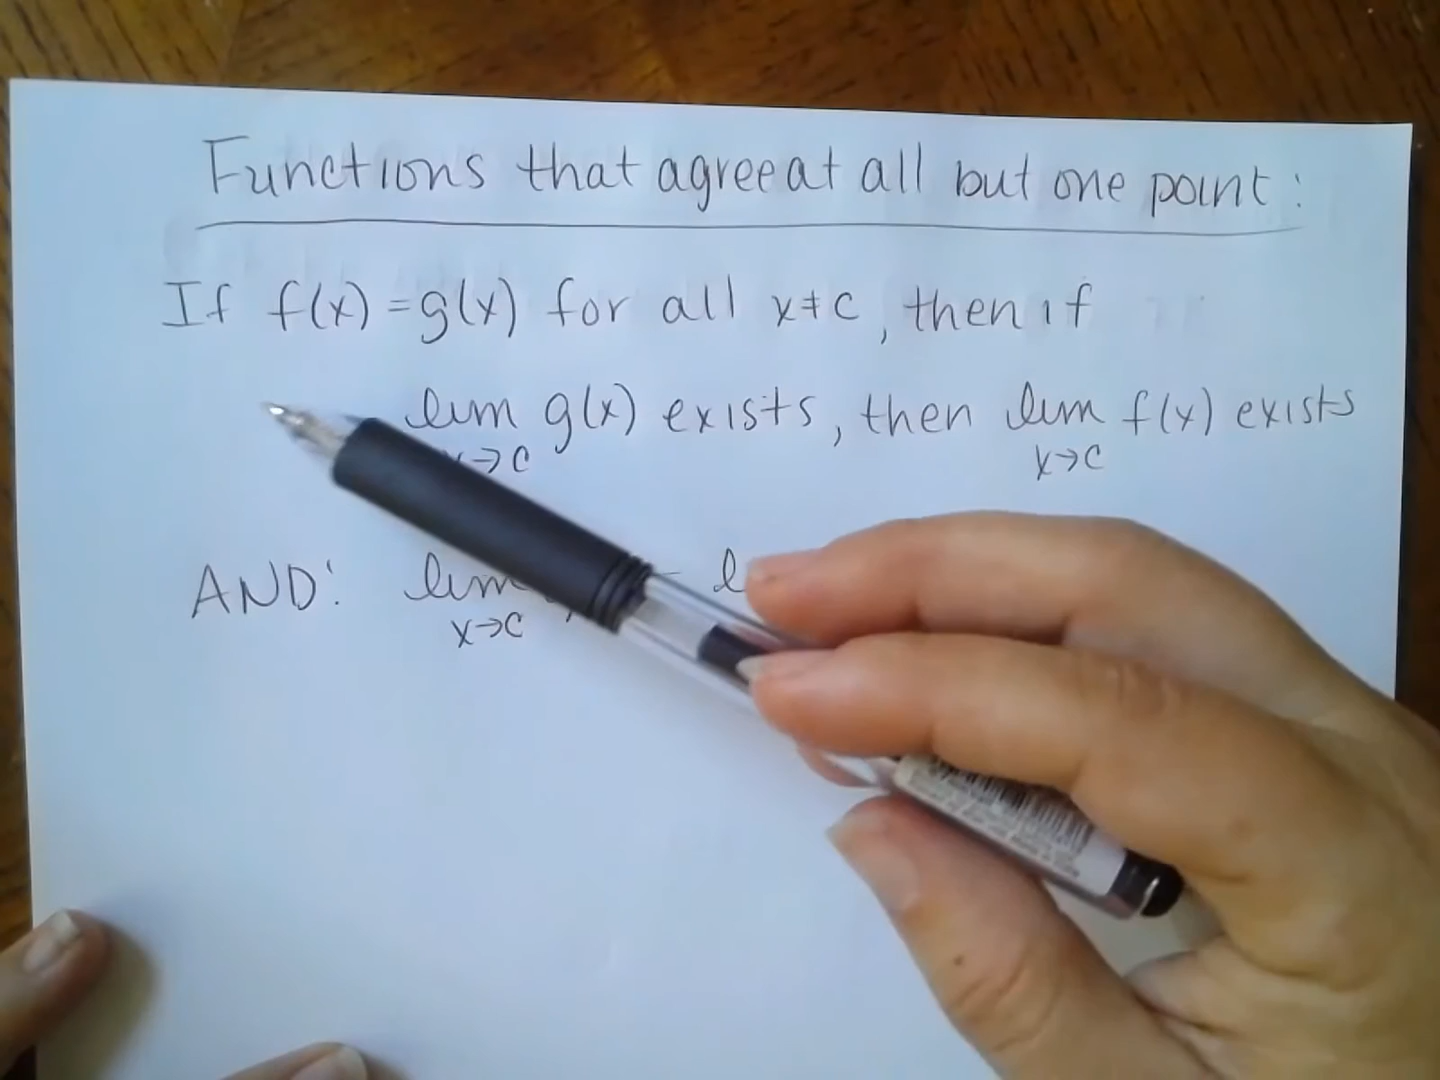 Functions that agree at all but one point:
If f(x) = g(x) for all x≠c, then if
lim g(x) exists, then lim f(x) exists
x→c x→c
AND: lim
x→c